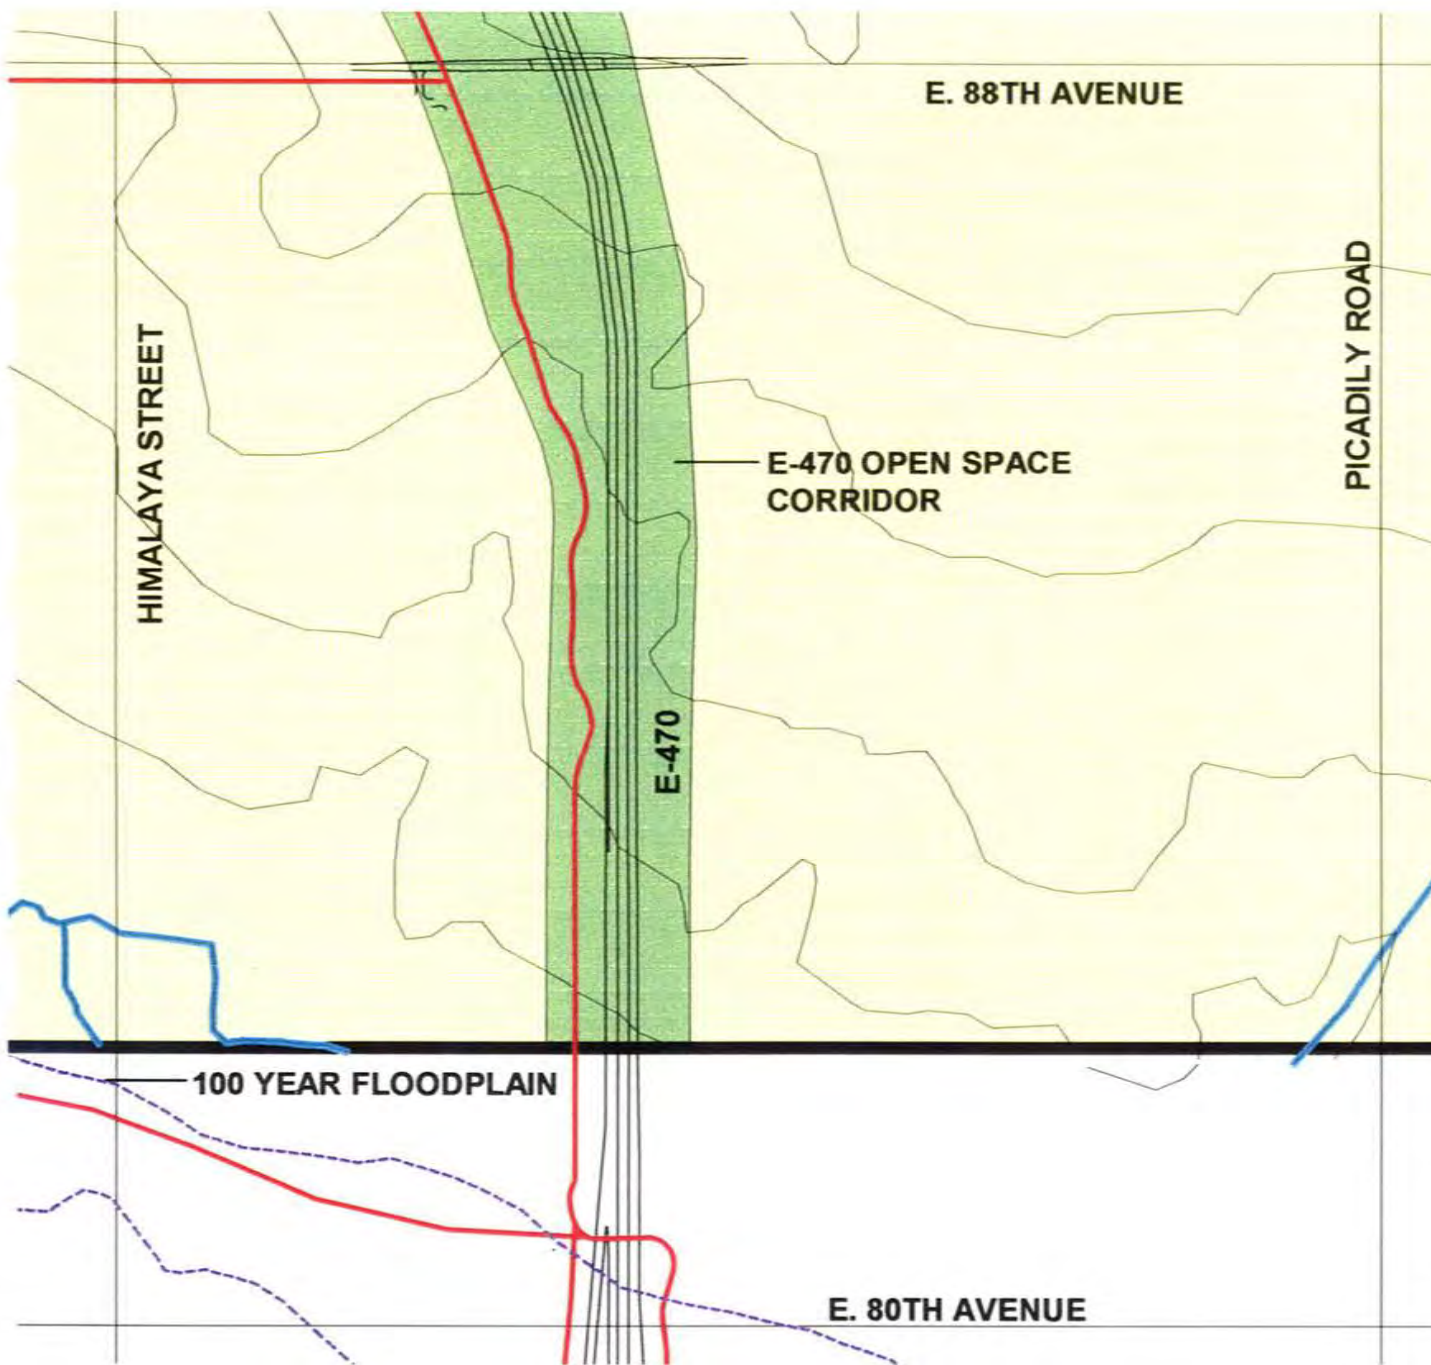 E. 88TH AVENUE
HIMALAYA STREET
PICADILY ROAD
E-470 OPEN SPACE
CORRIDOR
E-470
100 YEAR FLOODPLAIN
E. 80TH AVENUE